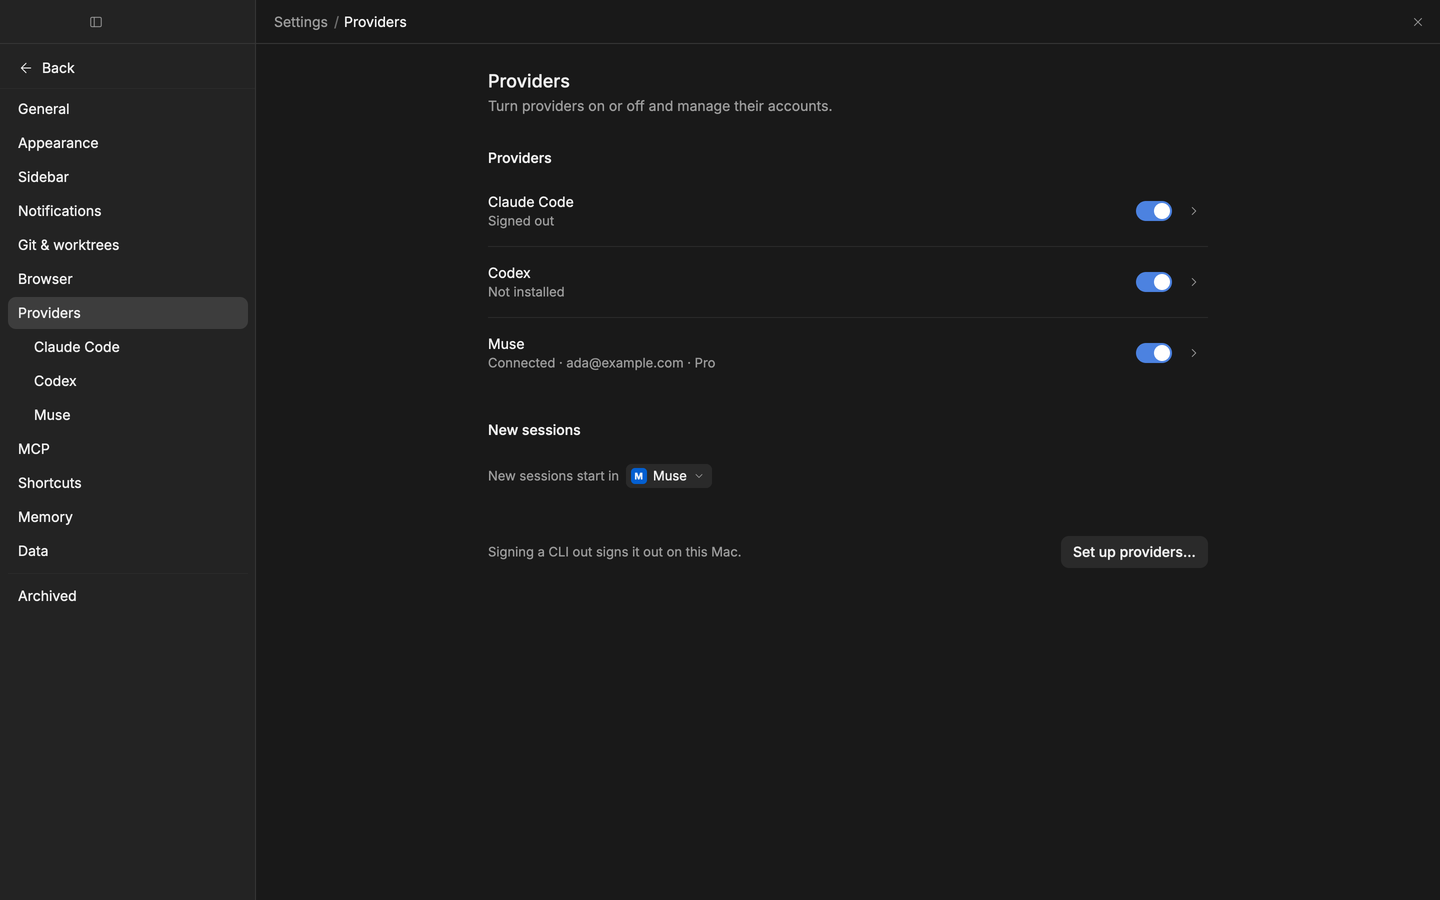 Settings / Providers
Back
General
Appearance
Sidebar
Notifications
Git & worktrees
Browser
Providers
Claude Code
Codex
Muse
MCP
Shortcuts
Memory
Data
Archived
Providers
Turn providers on or off and manage their accounts.
Providers
Claude Code
Signed out
Codex
Not installed
Muse
Connected · ada@example.com · Pro
New sessions
New sessions start in M Muse
Signing a CLI out signs it out on this Mac.
Set up providers...